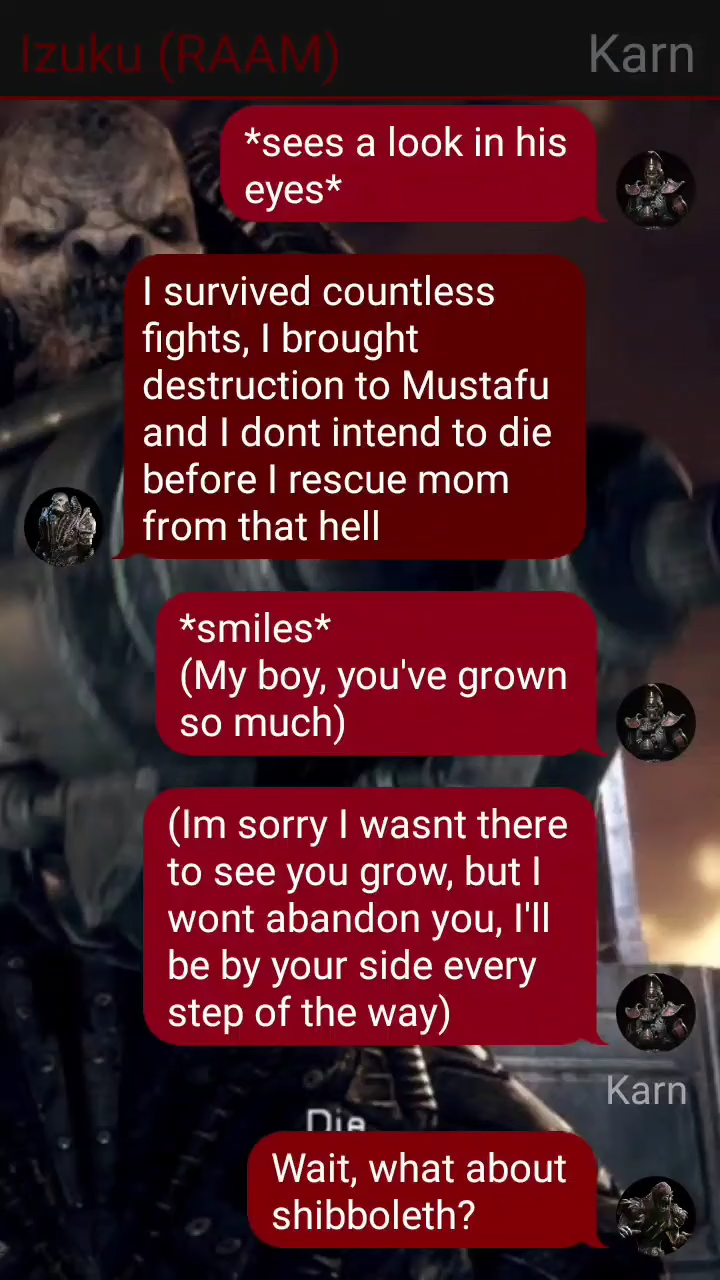 Izuku (RAAM)
Karn
*sees a look in his
eyes*
I survived countless
fights, I brought
destruction to Mustafu
and I dont intend to die
before I rescue mom
from that hell
*smiles*
(My boy, you've grown
so much)
(Im sorry I wasnt there
to see you grow, but I
wont abandon you, I'll
be by your side every
step of the way)
Karn
Die
Wait, what about
shibboleth?